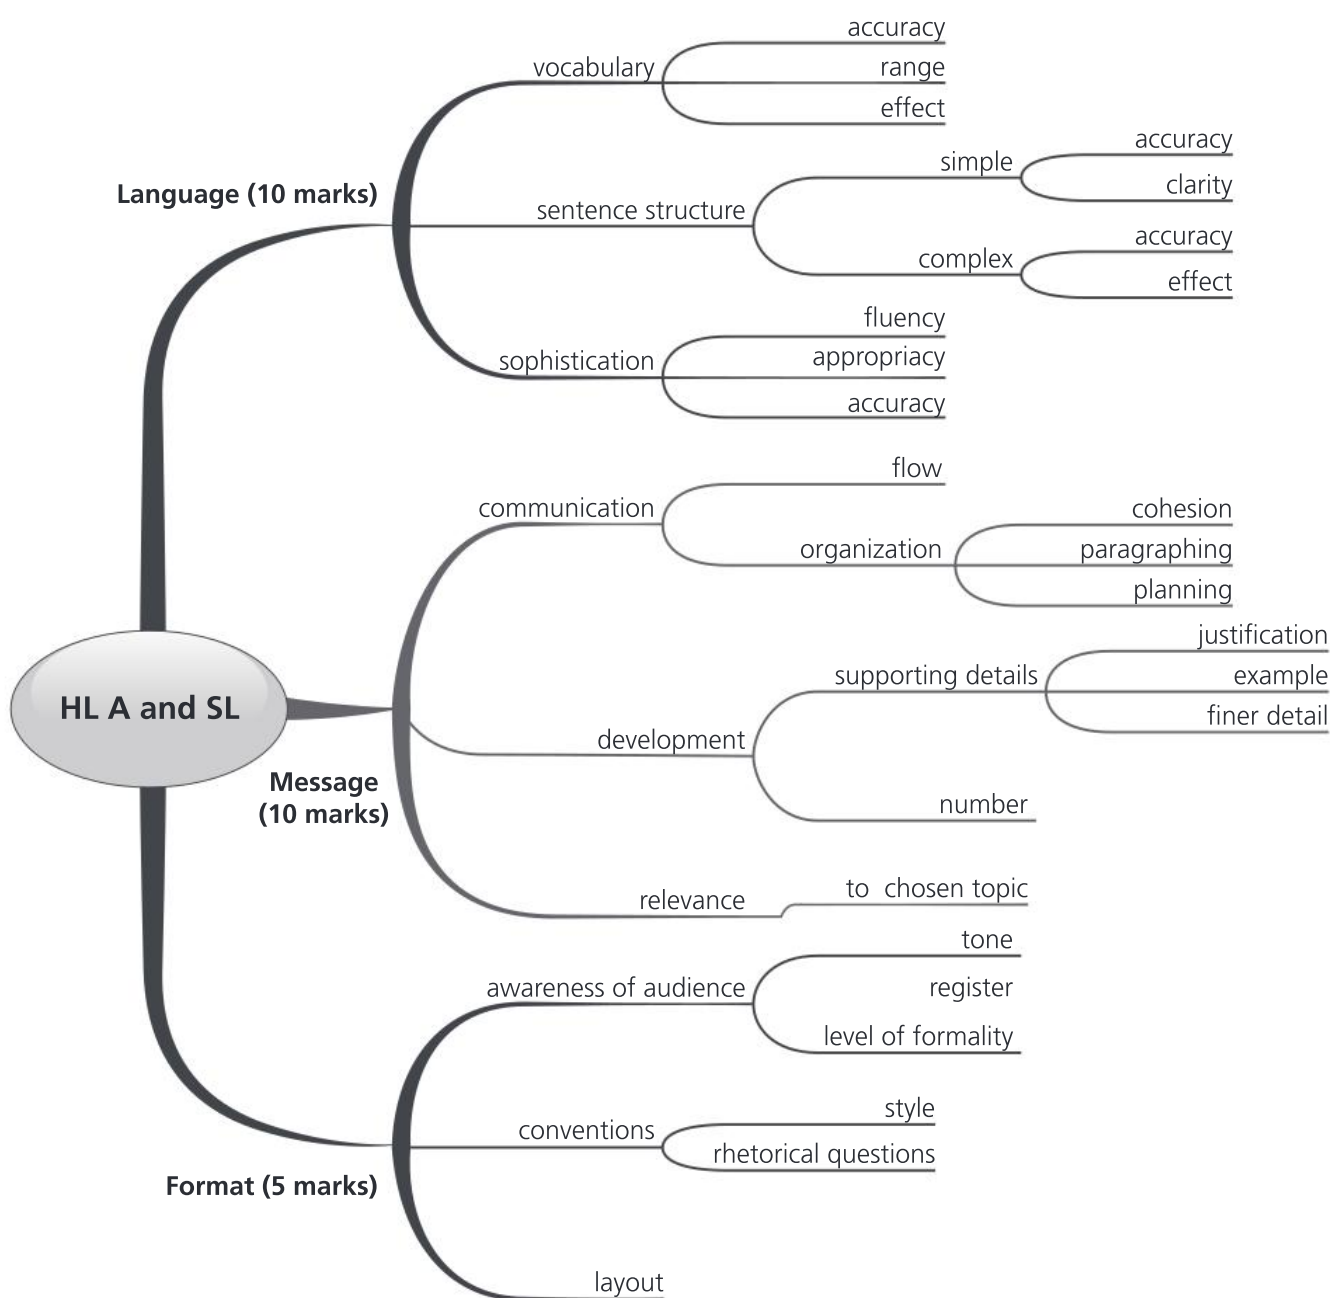 accuracy
vocabulary
range
effect
accuracy
simple
clarity
Language (10 marks)
sentence structure
accuracy
complex
effect
fluency
sophistication
appropriacy
accuracy
flow
communication
cohesion
organization
paragraphing
planning
justification
supporting details
example
finer detail
HL A and SL
development
Message
(10 marks)
number
relevance
to chosen topic
tone
awareness of audience
register
level of formality
style
conventions
rhetorical questions
Format (5 marks)
layout